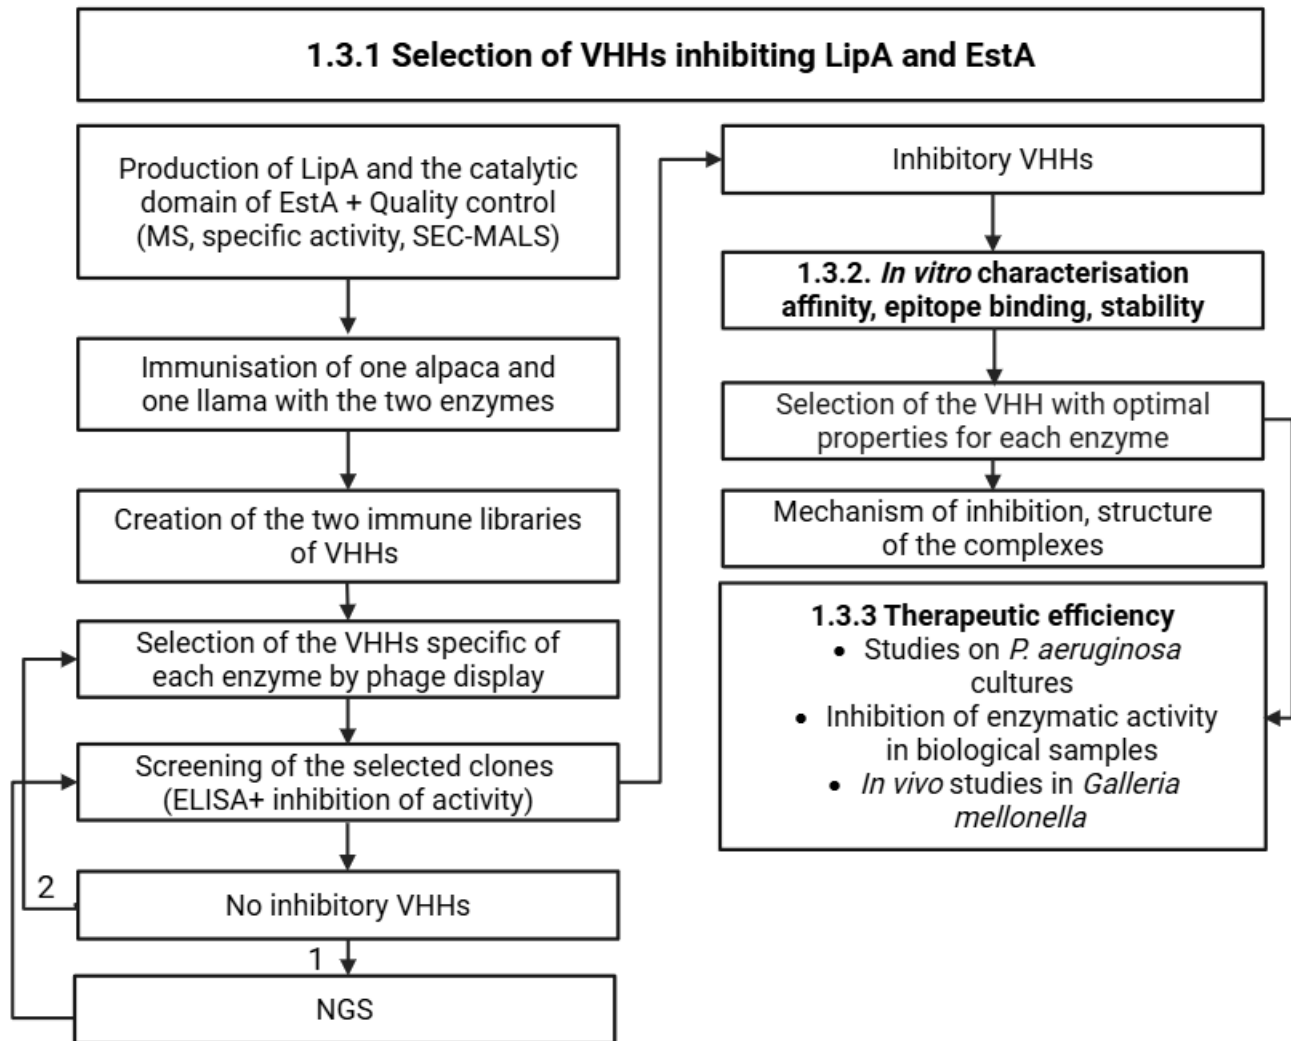 1.3.1 Selection of VHHs inhibiting LipA and EstA
Production of LipA and the catalytic
domain of EstA + Quality control
(MS, specific activity, SEC-MALS)
Immunisation of one alpaca and
one llama with the two enzymes
Creation of the two immune libraries
of VHHs
Selection of the VHHs specific of
each enzyme by phage display
Screening of the selected clones
(ELISA+ inhibition of activity)
2
No inhibitory VHHs
1
NGS
Inhibitory VHHs
1.3.2. In vitro characterisation
affinity, epitope binding, stability
Selection of the VHH with optimal
properties for each enzyme
Mechanism of inhibition, structure
of the complexes
1.3.3 Therapeutic efficiency
• Studies on P. aeruginosa
cultures
• Inhibition of enzymatic activity
in biological samples
• In vivo studies in Galleria
mellonella